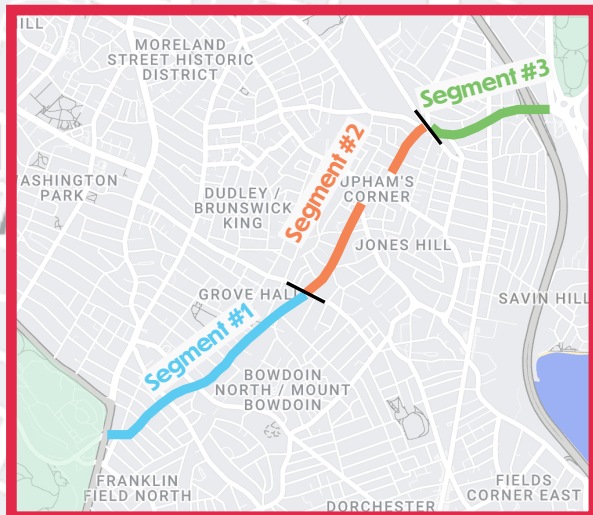 ILL
MORELAND
STREET HISTORIC
DISTRICT
Segment #3
Segment #2
WASHINGTON
PARK
DUDLEY /
BRUNSWICK
KING
UPHAM'S
CORNER
JONES HILL
GROVE HALL
SAVIN HILL
Segment #1
BOWDOIN
NORTH / MOUNT
BOWDOIN
FRANKLIN
FIELD NORTH
FIELDS
CORNER EAST
DORCHESTER